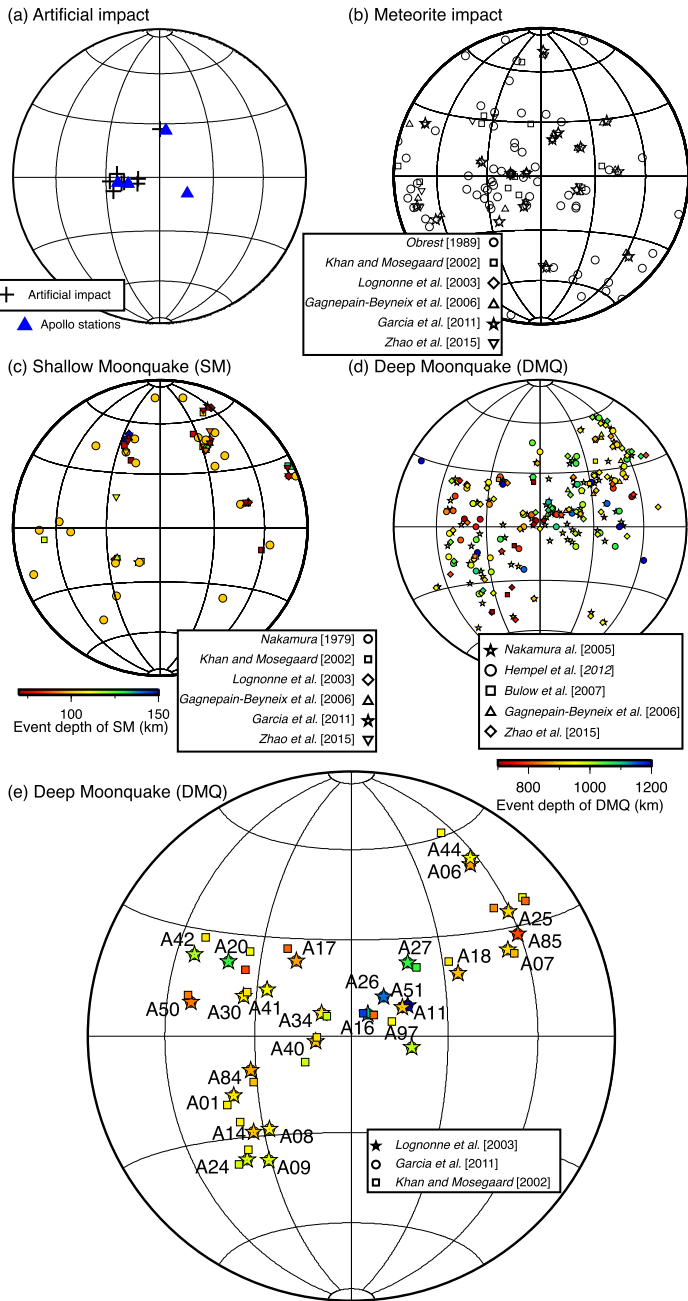 (a) Artificial impact
(b) Meteorite impact
Artificial impact
Apollo stations
Obrest [1989]
Khan and Mosegaard [2002]
Lognonne et al. [2003]
Gagnepain-Beyneix et al. [2006]
Garcia et al. [2011]
Zhao et al. [2015]
(c) Shallow Moonquake (SM)
(d) Deep Moonquake (DMQ)
Nakamura [1979]
Khan and Mosegaard [2002]
Lognonne et al. [2003]
Gagnepain-Beyneix et al. [2006]
Garcia et al. [2011]
Zhao et al. [2015]
100 150
Event depth of SM (km)
Nakamura al. [2005]
Hempel et al. [2012]
Bulow et al. [2007]
Gagnepain-Beyneix et al. [2006]
Zhao et al. [2015]
800 1000 1200
Event depth of DMQ (km)
(e) Deep Moonquake (DMQ)
A44
A06
A25
A85
A07
A42
A20
A17
A27
A18
A26
A51
A50
A30
A41
A34
A16
A11
A97
A40
A84
A01
A14
A08
A24
A09
Lognonne et al. [2003]
Garcia et al. [2011]
Khan and Mosegaard [2002]